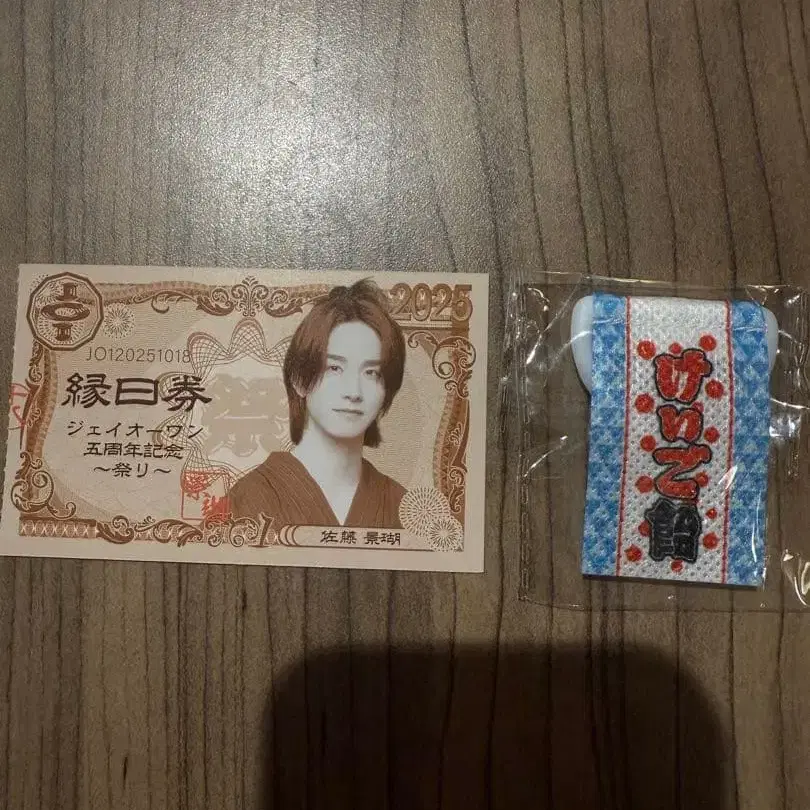 2025
JO120251018
祭
縁日券
ジェイオーワン
五周年記念
～祭り～
佐藤 景瑚
けいご飴